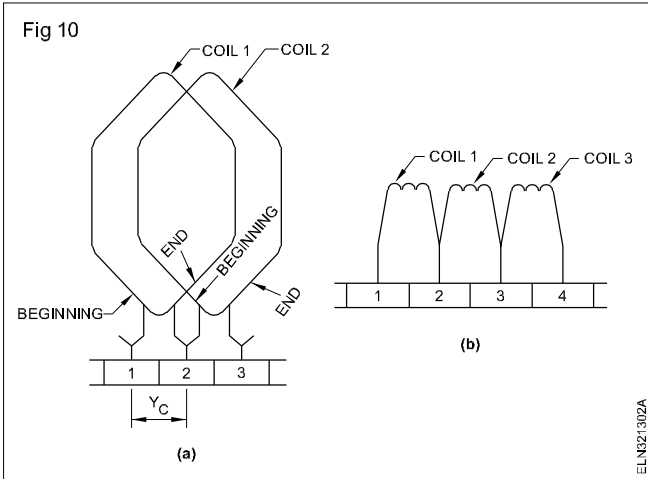 Fig 10
COIL 1
COIL 2
END
BEGINNING
BEGINNING
END
1 2 3
YC
(a)
COIL 1
COIL 2
COIL 3
1 2 3 4
(b)
ELN321302A